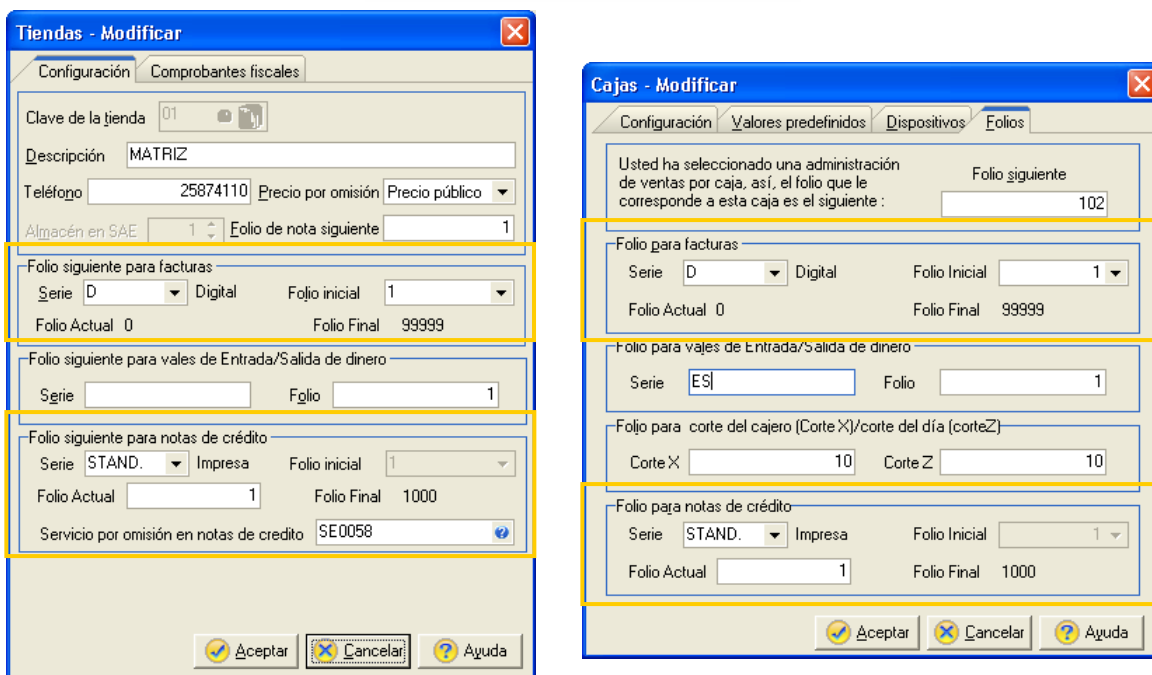 Tiendas - Modificar
Configuración Comprobantes fiscales
Clave de la tienda 01
Descripción MATRIZ
Teléfono 25874110 Precio por omisión Precio público
Almacén en SAE 1 Folio de nota siguiente 1
Folio siguiente para facturas
Serie D Digital Folio inicial 1
Folio Actual 0 Folio Final 99999
Folio siguiente para vales de Entrada/Salida de dinero
Serie Folio 1
Folio siguiente para notas de crédito
Serie STAND. Impresa Folio inicial 1
Folio Actual 1 Folio Final 1000
Servicio por omisión en notas de credito SE0058
Aceptar Cancelar Ayuda
Cajas - Modificar
Configuración Valores predefinidos Dispositivos Folios
Usted ha seleccionado una administración
de ventas por caja, así, el folio que le
corresponde a esta caja es el siguiente :
Folio siguiente
102
Folio para facturas
Serie D Digital Folio Inicial 1
Folio Actual 0 Folio Final 99999
Folio para vales de Entrada/Salida de dinero
Serie ES Folio 1
Folio para corte del cajero (Corte X)/corte del día (corteZ)
Corte X 10 Corte Z 10
Folio para notas de crédito
Serie STAND. Impresa Folio Inicial 1
Folio Actual 1 Folio Final 1000
Aceptar Cancelar Ayuda